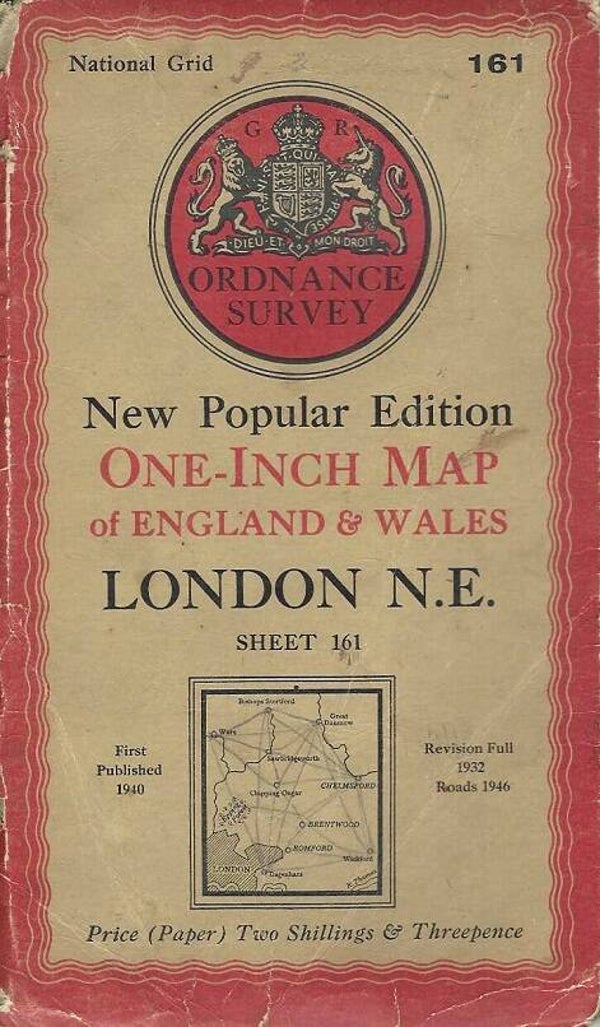 National Grid
161
G R
DIEU·ET MON·DROIT
ORDNANCE
SURVEY
New Popular Edition
ONE-INCH MAP
of ENGLAND & WALES
LONDON N.E.
SHEET 161
First
Published
1940
Bishops Stortford
Great
Dunmow
Ware
Sawbridgeworth
CHELMSFORD
Chipping Ongar
BRENTWOOD
ROMFORD
Wickford
LONDON
Dagenham
R. Thames
Revision Full
1932
Roads 1946
Price (Paper) Two Shillings & Threepence